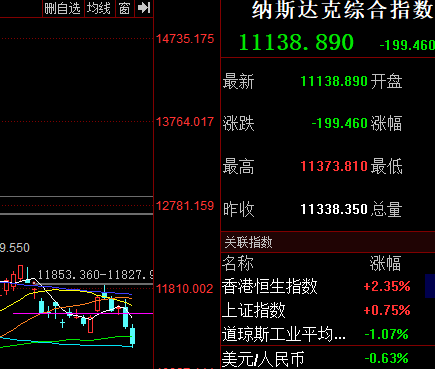 删自选 均线 窗
14735.175
13764.017
12781.159
9.550
11853.360-11827.9
11810.002
纳斯达克综合指数
11138.890 -199.460
最新 11138.890 开盘
涨跌 -199.460 涨幅
最高 11373.810 最低
昨收 11338.350 总量
关联指数
名称 涨幅
香港恒生指数 +2.35%
上证指数 +0.75%
道琼斯工业平均... -1.07%
美元/人民币 -0.63%